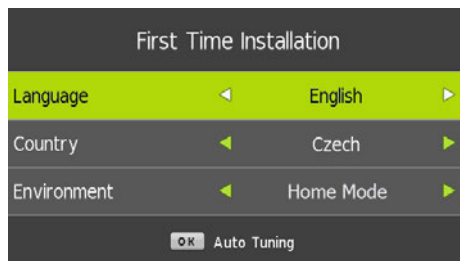 First Time Installation
Language English
Country Czech
Environment Home Mode
OK Auto Tuning